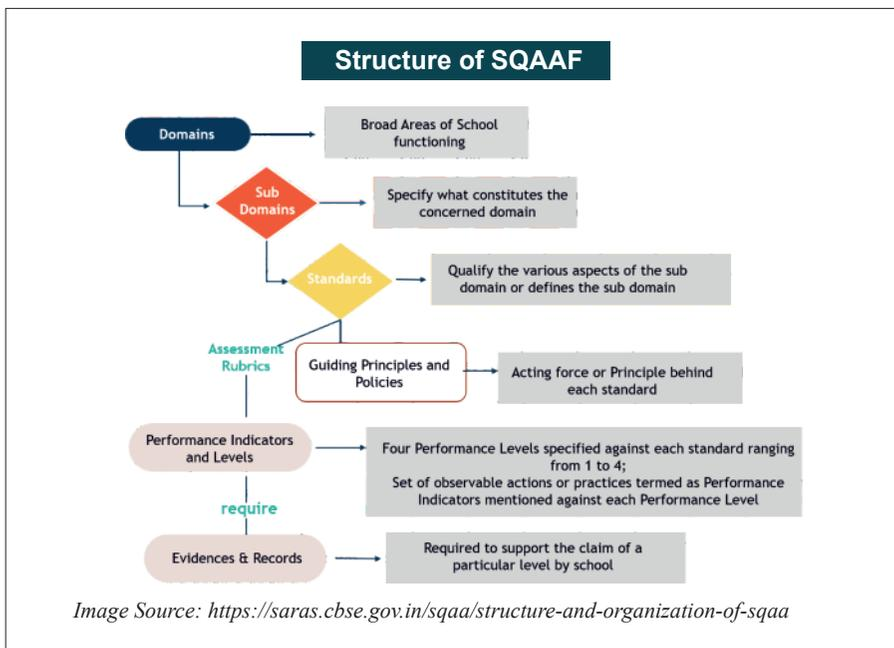 Structure of SQAAF
Domains
Broad Areas of School
functioning
Sub
Domains
Specify what constitutes the
concerned domain
Standards
Qualify the various aspects of the sub
domain or defines the sub domain
Assessment
Rubrics
Guiding Principles and
Policies
Acting force or Principle behind
each standard
Performance Indicators
and Levels
Four Performance Levels specified against each standard ranging
from 1 to 4;
Set of observable actions or practices termed as Performance
Indicators mentioned against each Performance Level
require
Evidences & Records
Required to support the claim of a
particular level by school
Image Source: https://saras.cbse.gov.in/sqaa/structure-and-organization-of-sqaa